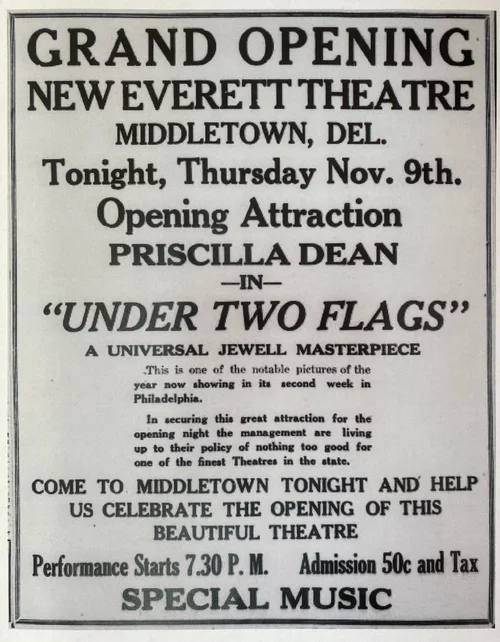 GRAND OPENING
NEW EVERETT THEATRE
MIDDLETOWN, DEL.
Tonight, Thursday Nov. 9th.
Opening Attraction
PRISCILLA DEAN
—IN—
“UNDER TWO FLAGS”
A UNIVERSAL JEWELL MASTERPIECE
This is one of the notable pictures of the
year now showing in its second week in
Philadelphia.
In securing this great attraction for the
opening night the management are living
up to their policy of nothing too good for
one of the finest Theatres in the state.
COME TO MIDDLETOWN TONIGHT AND HELP
US CELEBRATE THE OPENING OF THIS
BEAUTIFUL THEATRE
Performance Starts 7.30 P. M. Admission 50c and Tax
SPECIAL MUSIC